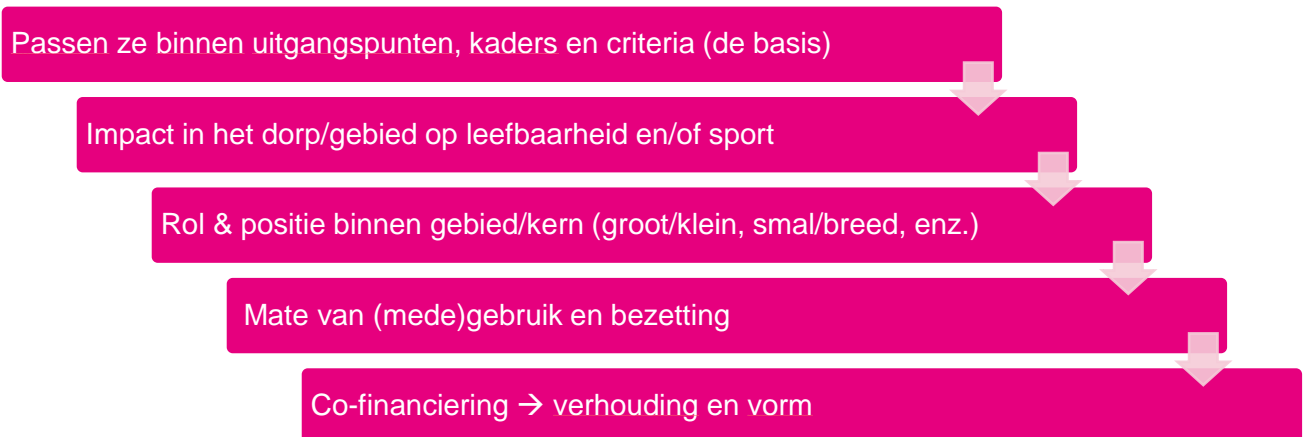 Passen ze binnen uitgangspunten, kaders en criteria (de basis)
Impact in het dorp/gebied op leefbaarheid en/of sport
Rol & positie binnen gebied/kern (groot/klein, smal/breed, enz.)
Mate van (mede)gebruik en bezetting
Co-financiering → verhouding en vorm